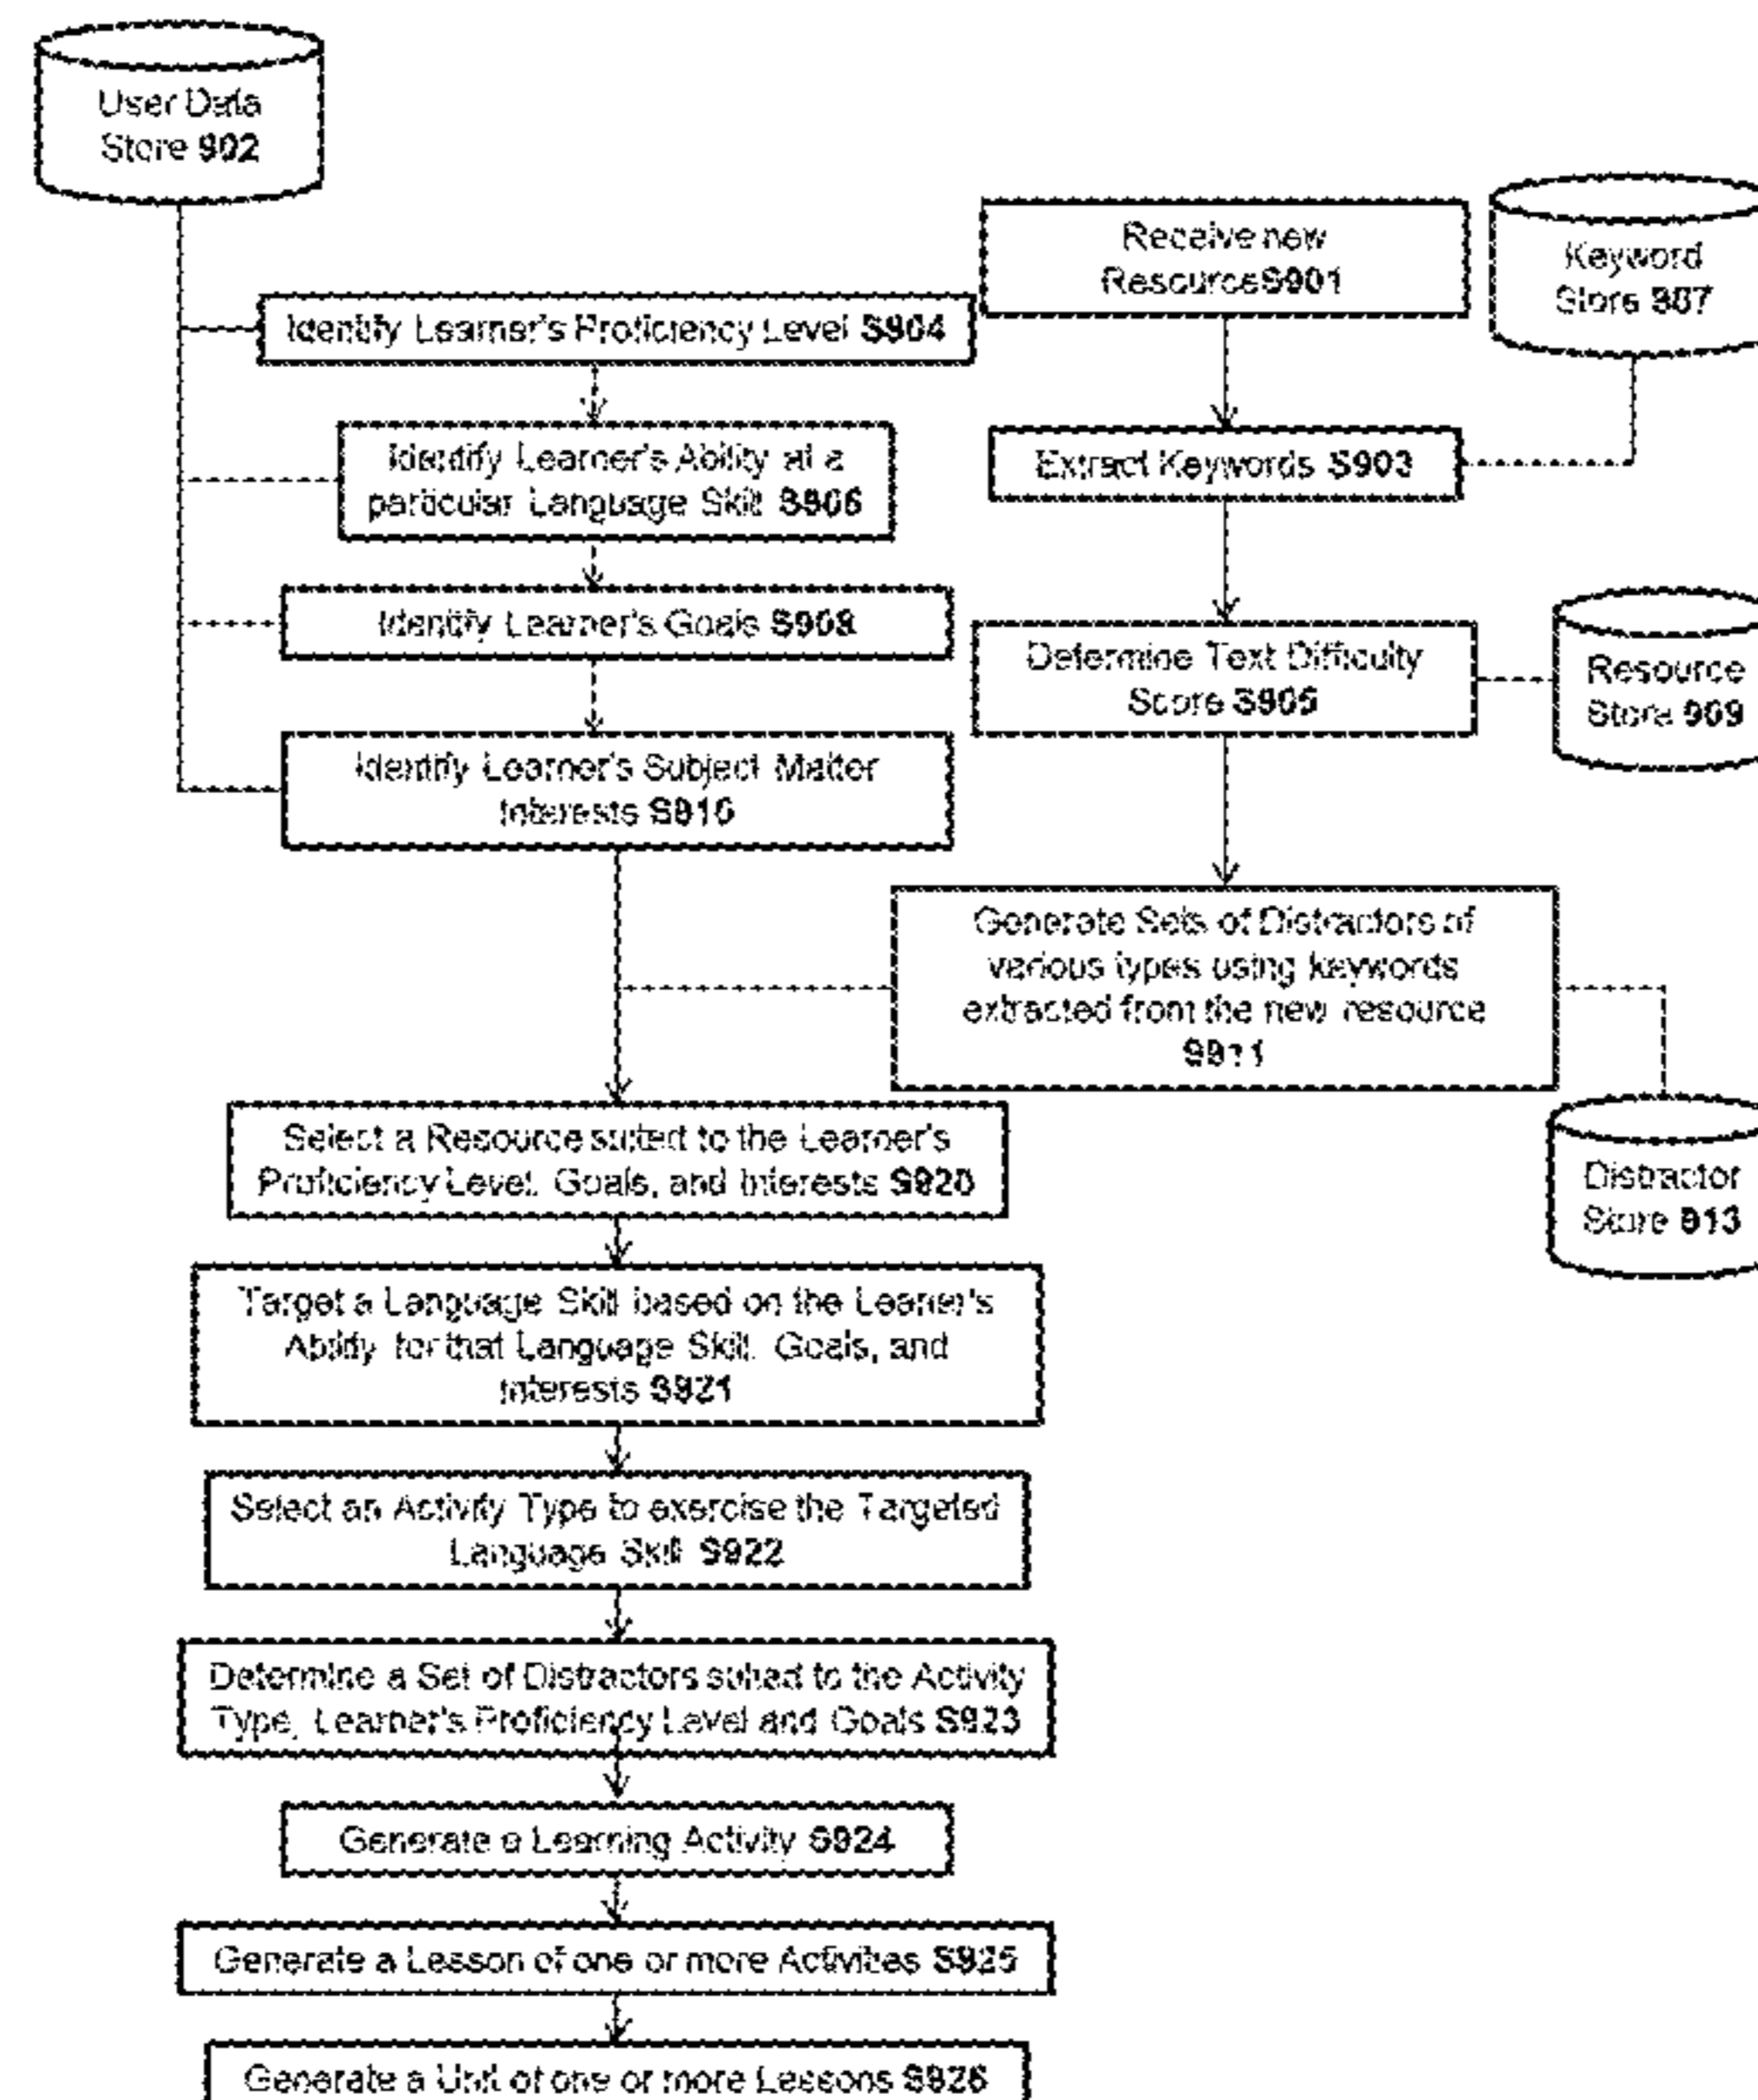 User Data
Store 902
Receive new
ResourceS901
Keyword
Store 907
Identify Learner's Proficiency Level S904
Identify Learner's Ability at a
particular Language Skill S906
Extract Keywords S903
Identify Learner's Goals S908
Determine Text Difficulty
Score S905
Resource
Store 909
Identify Learner's Subject Matter
Interests S910
Generate Sets of Distractors of
various types using keywords
extracted from the new resource
S911
Select a Resource suited to the Learner's
Proficiency Level, Goals, and Interests S920
Distractor
Store 913
Target a Language Skill based on the Leaner's
Ability for that Language Skill, Goals, and
Interests S921
Select an Activity Type to exercise the Targeted
Language Skill S922
Determine a Set of Distractors suited to the Activity
Type, Learner's Proficiency Level and Goals S923
Generate a Learning Activity S924
Generate a Lesson of one or more Activities S925
Generate a Unit of one or more Lessons S926